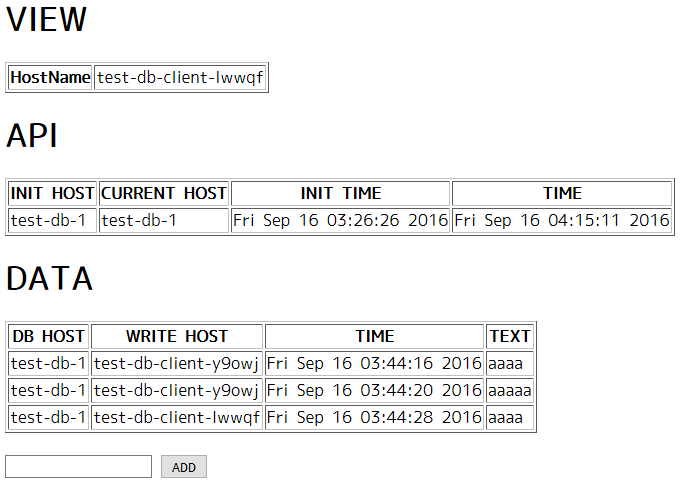 VIEW
HostName test-db-client-lwwqf
API
INIT HOST CURRENT HOST INIT TIME TIME
test-db-1 test-db-1 Fri Sep 16 03:26:26 2016 Fri Sep 16 04:15:11 2016
DATA
DB HOST WRITE HOST TIME TEXT
test-db-1 test-db-client-y9owj Fri Sep 16 03:44:16 2016 aaaa
test-db-1 test-db-client-y9owj Fri Sep 16 03:44:20 2016 aaaaa
test-db-1 test-db-client-lwwqf Fri Sep 16 03:44:28 2016 aaaa
ADD